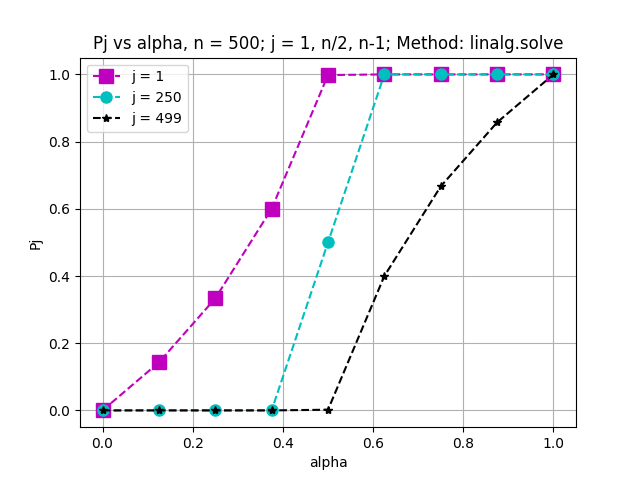 Pj vs alpha, n = 500; j = 1, n/2, n-1; Method: linalg.solve
j = 1
j = 250
j = 499
1.0
0.8
0.6
0.4
0.2
0.0
Pj
0.0 0.2 0.4 0.6 0.8 1.0
alpha